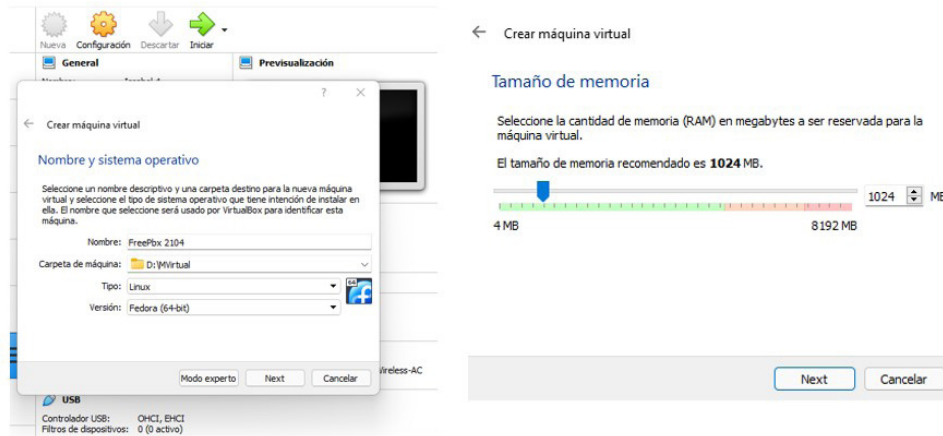 Nueva Configuración Descartar Iniciar
General
Previsualización
? ×
Crear máquina virtual
Nombre y sistema operativo
Seleccione un nombre descriptivo y una carpeta destino para la nueva máquina
virtual y seleccione el tipo de sistema operativo que tiene intención de instalar en
ella. El nombre que seleccione será usado por VirtualBox para identificar esta
máquina.
Nombre: FreePbx 2104
Carpeta de máquina: D:\MVirtual
Tipo: Linux
64
Versión: Fedora (64-bit)
Modo experto Next Cancelar
Wireless-AC
USB
Controlador USB: OHCI, EHCI
Filtros de dispositivos: 0 (0 activo)
Crear máquina virtual
Tamaño de memoria
Seleccione la cantidad de memoria (RAM) en megabytes a ser reservada para la
máquina virtual.
El tamaño de memoria recomendado es 1024 MB.
1024 MB
4 MB 8192 MB
Next Cancelar